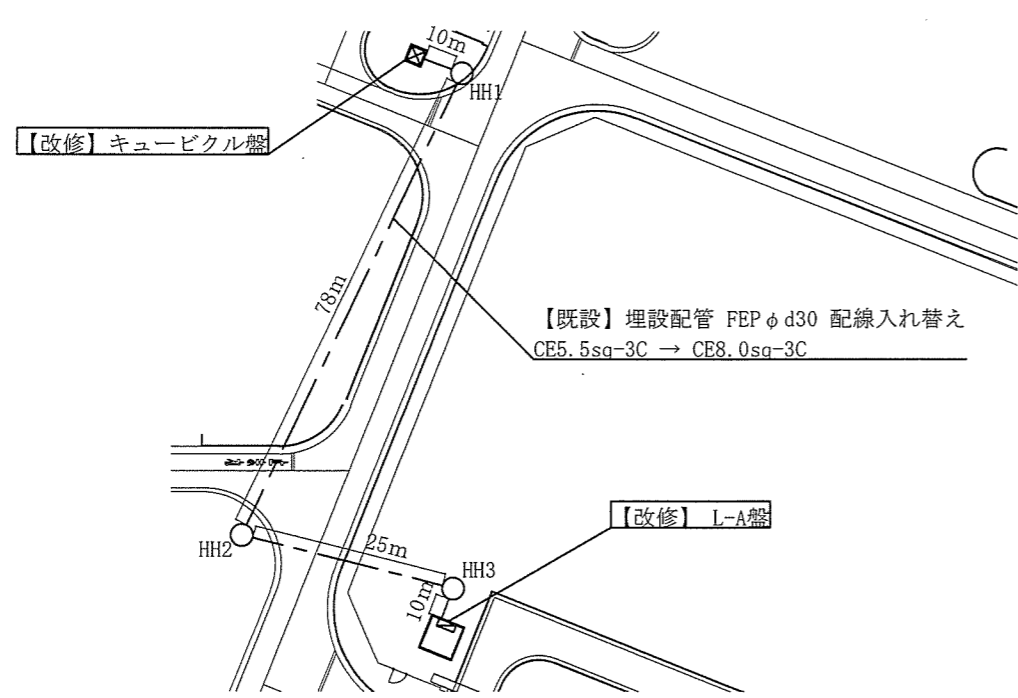 10m
HH1
【改修】キュービクル盤
78m
【既設】埋設配管 FEPφd30 配線入れ替え
CE5.5sq-3C → CE8.0sq-3C
【改修】 L-A盤
HH2
25m
HH3
10m